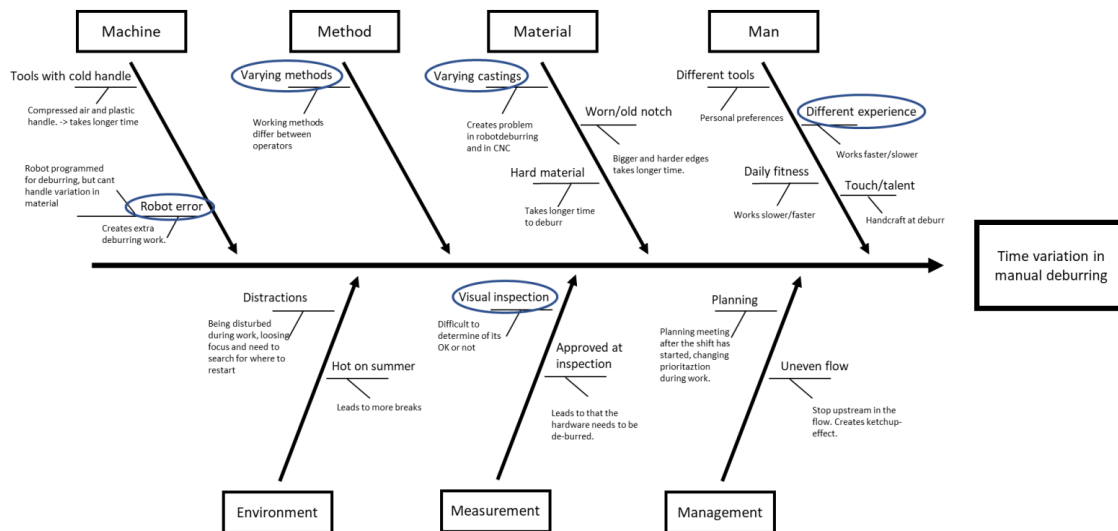 Machine
Method
Material
Man
Tools with cold handle
Compressed air and plastic
handle. -> takes longer time
Robot programmed
for deburring, but cant
handle variation in
material
Robot error
Creates extra
deburring work.
Varying methods
Working methods
differ between
operators
Varying castings
Creates problem
in robotdeburring
and in CNC
Worn/old notch
Bigger and harder edges
takes longer time.
Hard material
Takes longer time
to deburr
Different tools
Personal preferences
Different experience
Works faster/slower
Daily fitness
Works slower/faster
Touch/talent
Handcraft at deburr
Time variation in
manual deburring
Distractions
Being disturbed
during work, loosing
focus and need to
search for where to
restart
Hot on summer
Leads to more breaks
Visual inspection
Difficult to
determine of its
OK or not
Approved at
inspection
Leads to that the
hardware needs to be
de-burred.
Planning
Planning meeting
after the shift has
started, changing
prioritaztion
during work.
Uneven flow
Stop upstream in the
flow. Creates ketchup-
effect.
Environment
Measurement
Management